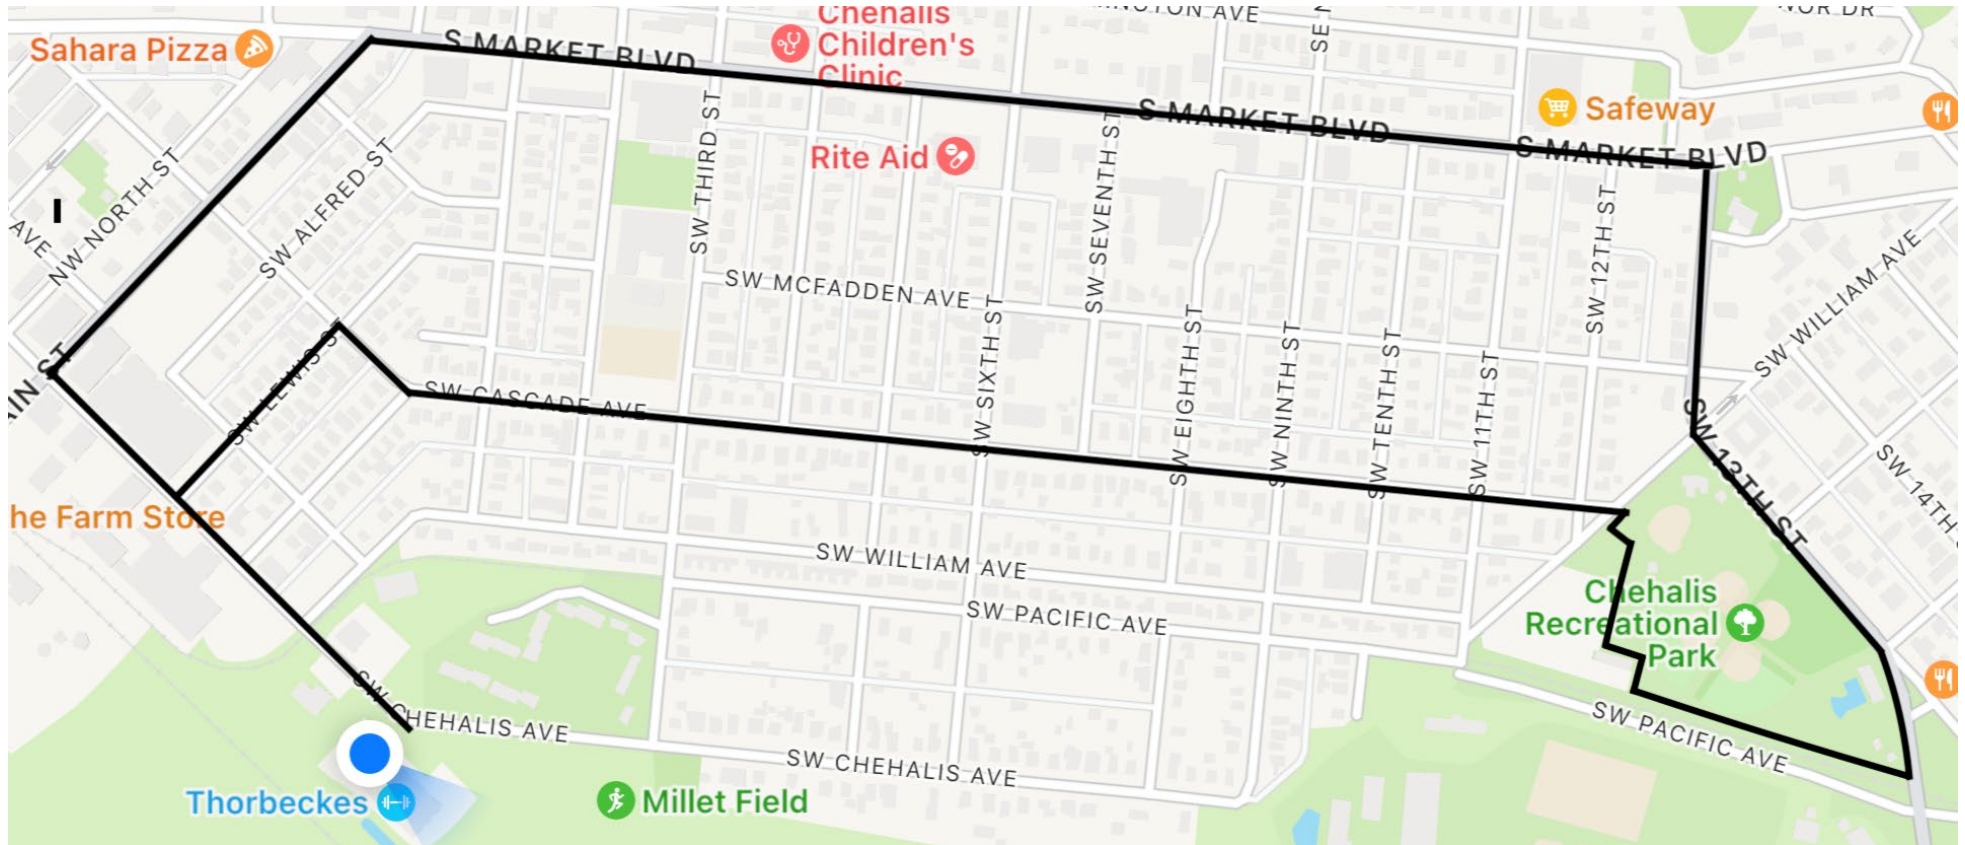 Sahara Pizza
S MARKET BLVD
Chehalis
Children's
Clinic
SE
S MARKET BLVD
Safeway
S MARKET BLVD
Rite Aid
NW NORTH ST
AVE
SW ALFRED ST
SW THIRD ST
SW SEVENTH ST
SW 12TH ST
SW WILLIAM AVE
SW MCFADDEN AVE
SW SIXTH ST
SW EIGHTH ST
SW NINTH ST
SW TENTH ST
SW 11TH ST
SW LEWIS ST
SW CASCADE AVE
SW 13TH ST
SW 14TH
he Farm Store
SW WILLIAM AVE
SW PACIFIC AVE
Chehalis
Recreational
Park
SW PACIFIC AVE
SW CHEHALIS AVE
SW CHEHALIS AVE
Thorbeckes
Millet Field